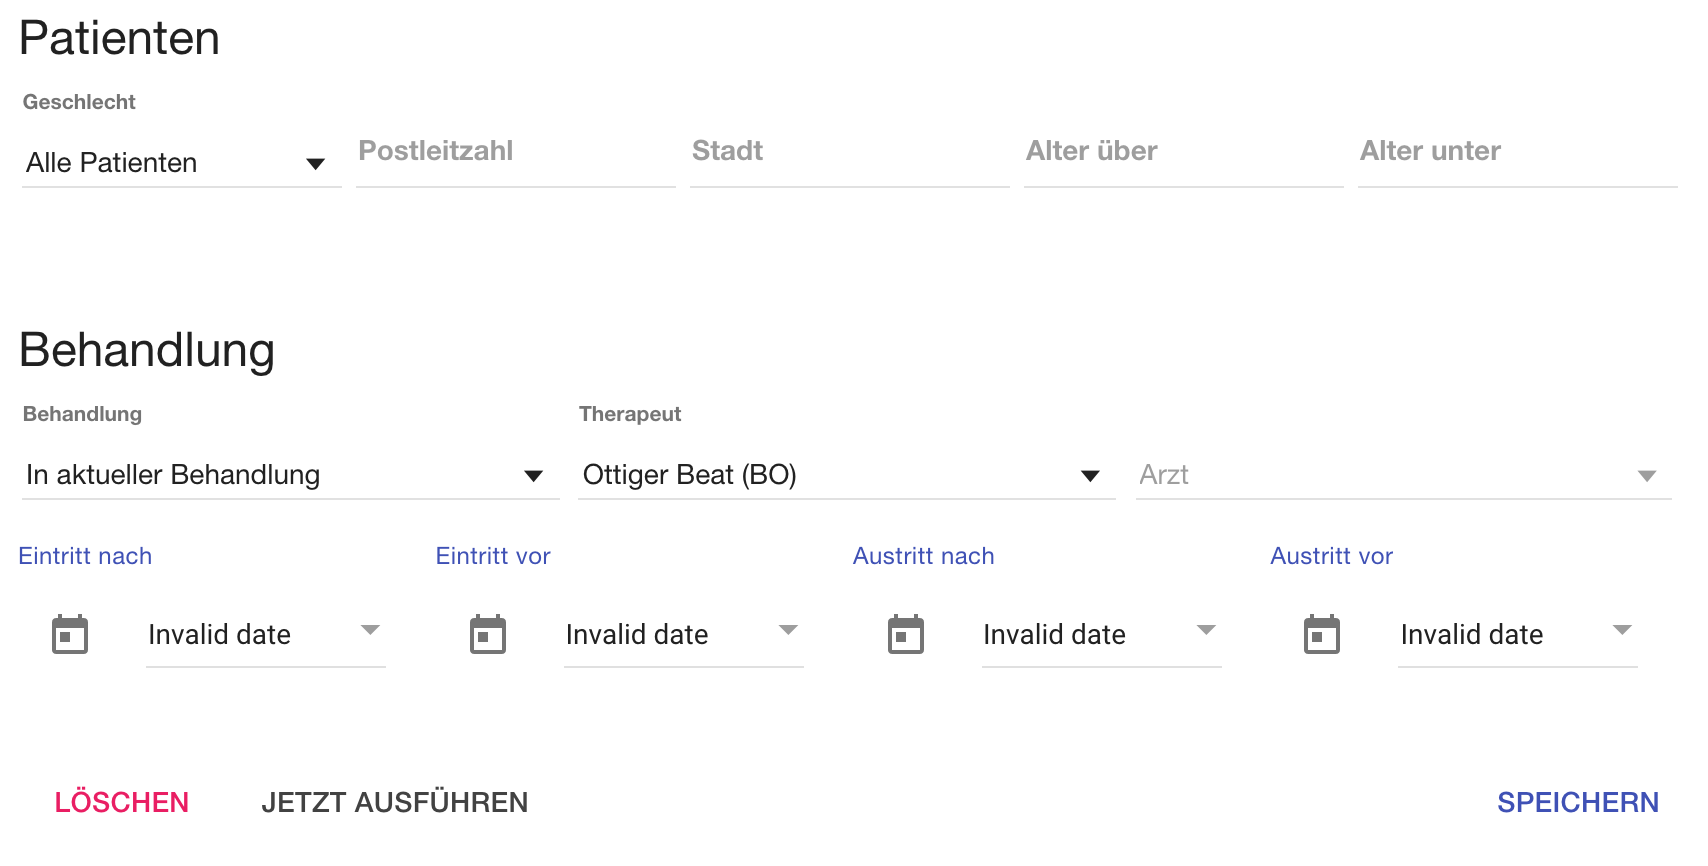 Patienten
Geschlecht
Alle Patienten Postleitzahl Stadt Alter über Alter unter
Behandlung
Behandlung Therapeut
In aktueller Behandlung Ottiger Beat (BO) Arzt
Eintritt nach Eintritt vor Austritt nach Austritt vor
Invalid date Invalid date Invalid date Invalid date
LÖSCHEN JETZT AUSFÜHREN SPEICHERN